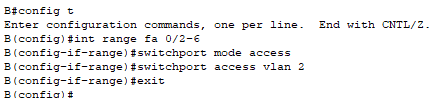 B#config t
Enter configuration commands, one per line.  End with CNTL/Z.
B(config)#int range fa 0/2-6
B(config-if-range)#switchport mode access
B(config-if-range)#switchport access vlan 2
B(config-if-range)#exit
B(config)#